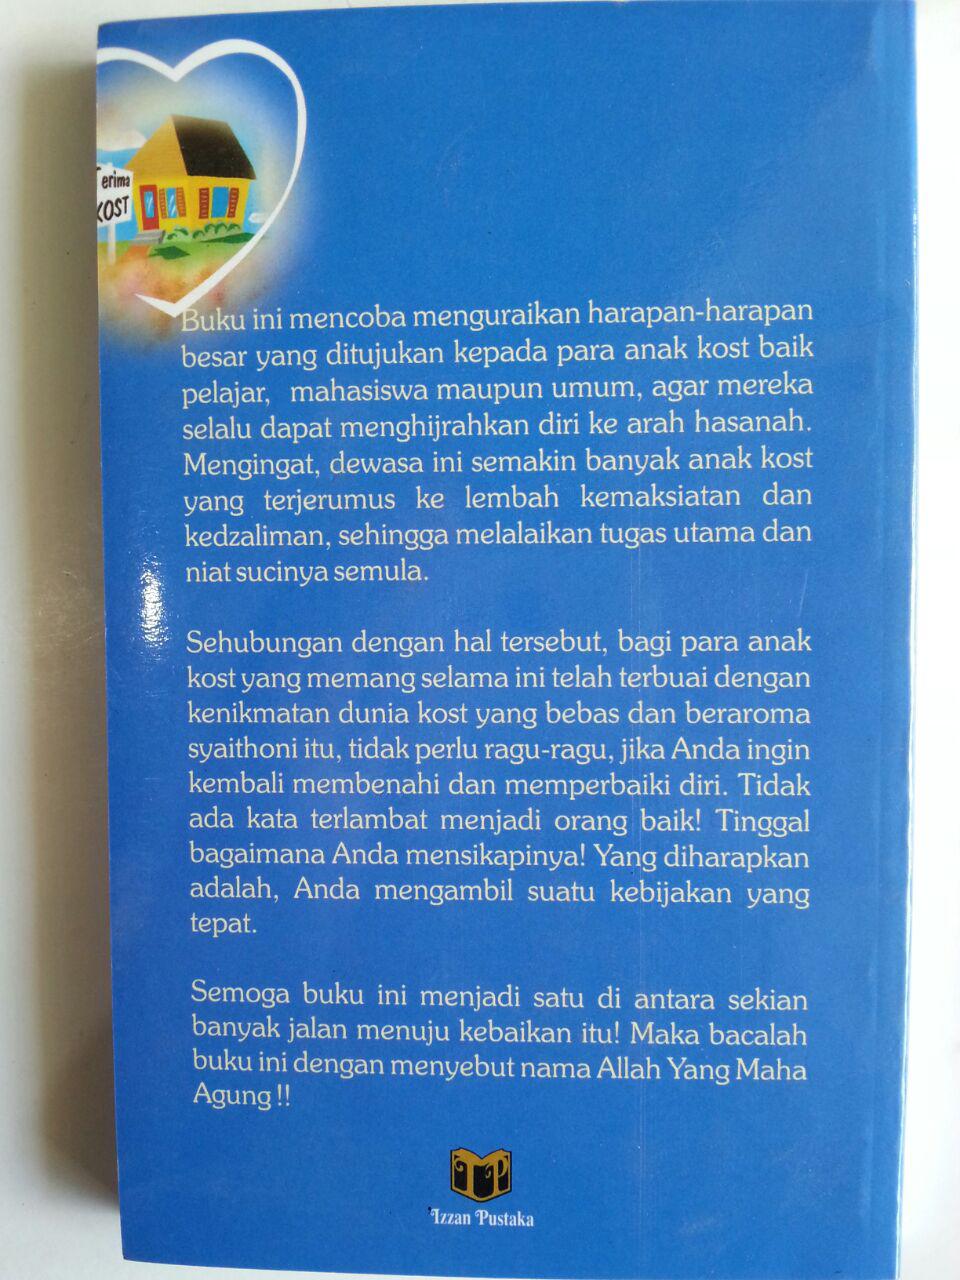 Terima
KOST
Buku ini mencoba menguraikan harapan-harapan
besar yang ditujukan kepada para anak kost baik
pelajar, mahasiswa maupun umum, agar mereka
selalu dapat menghijrahkan diri ke arah hasanah.
Mengingat, dewasa ini semakin banyak anak kost
yang terjerumus ke lembah kemaksiatan dan
kedzaliman, sehingga melalaikan tugas utama dan
niat sucinya semula.
Sehubungan dengan hal tersebut, bagi para anak
kost yang memang selama ini telah terbuai dengan
kenikmatan dunia kost yang bebas dan beraroma
syaithoni itu, tidak perlu ragu-ragu, jika Anda ingin
kembali membenahi dan memperbaiki diri. Tidak
ada kata terlambat menjadi orang baik! Tinggal
bagaimana Anda mensikapinya! Yang diharapkan
adalah, Anda mengambil suatu kebijakan yang
tepat.
Semoga buku ini menjadi satu di antara sekian
banyak jalan menuju kebaikan itu! Maka bacalah
buku ini dengan menyebut nama Allah Yang Maha
Agung !!
IP
Izzan Pustaka